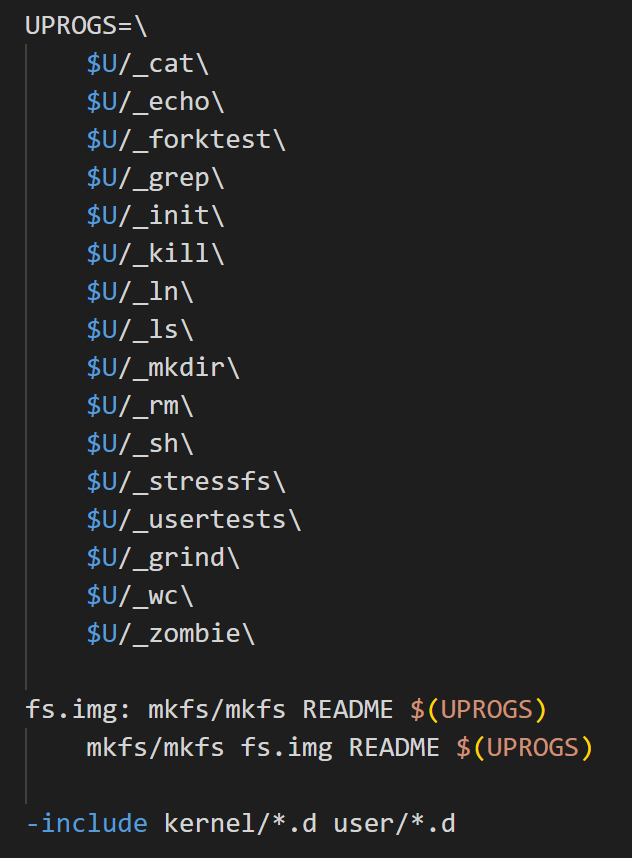 UPROGS=\
    $U/_cat\
    $U/_echo\
    $U/_forktest\
    $U/_grep\
    $U/_init\
    $U/_kill\
    $U/_ln\
    $U/_ls\
    $U/_mkdir\
    $U/_rm\
    $U/_sh\
    $U/_stressfs\
    $U/_usertests\
    $U/_grind\
    $U/_wc\
    $U/_zombie\

fs.img: mkfs/mkfs README $(UPROGS)
    mkfs/mkfs fs.img README $(UPROGS)

-include kernel/*.d user/*.d